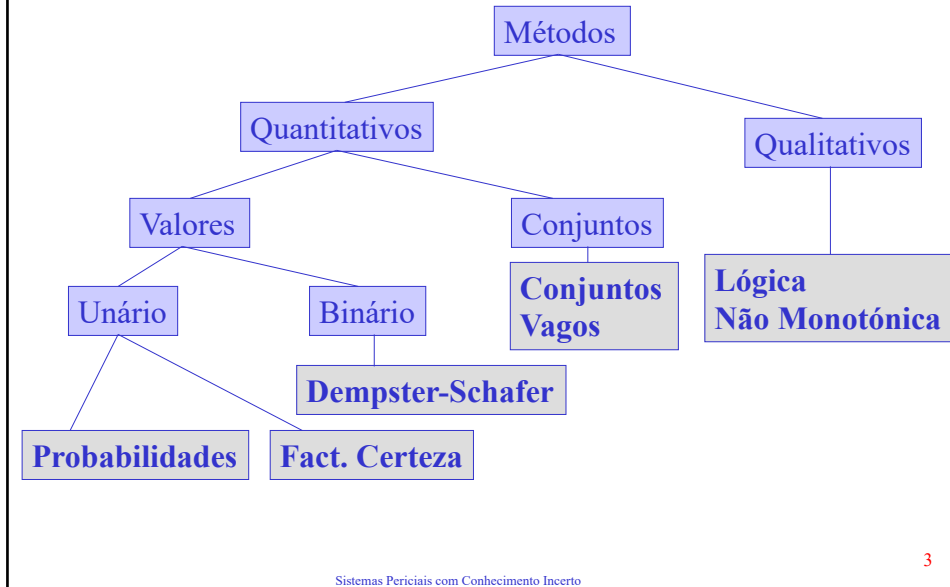 Métodos
Quantitativos
Qualitativos
Valores
Conjuntos
Conjuntos
Vagos
Lógica
Não Monotónica
Unário
Binário
Dempster-Schafer
Probabilidades
Fact. Certeza
3
Sistemas Periciais com Conhecimento Incerto